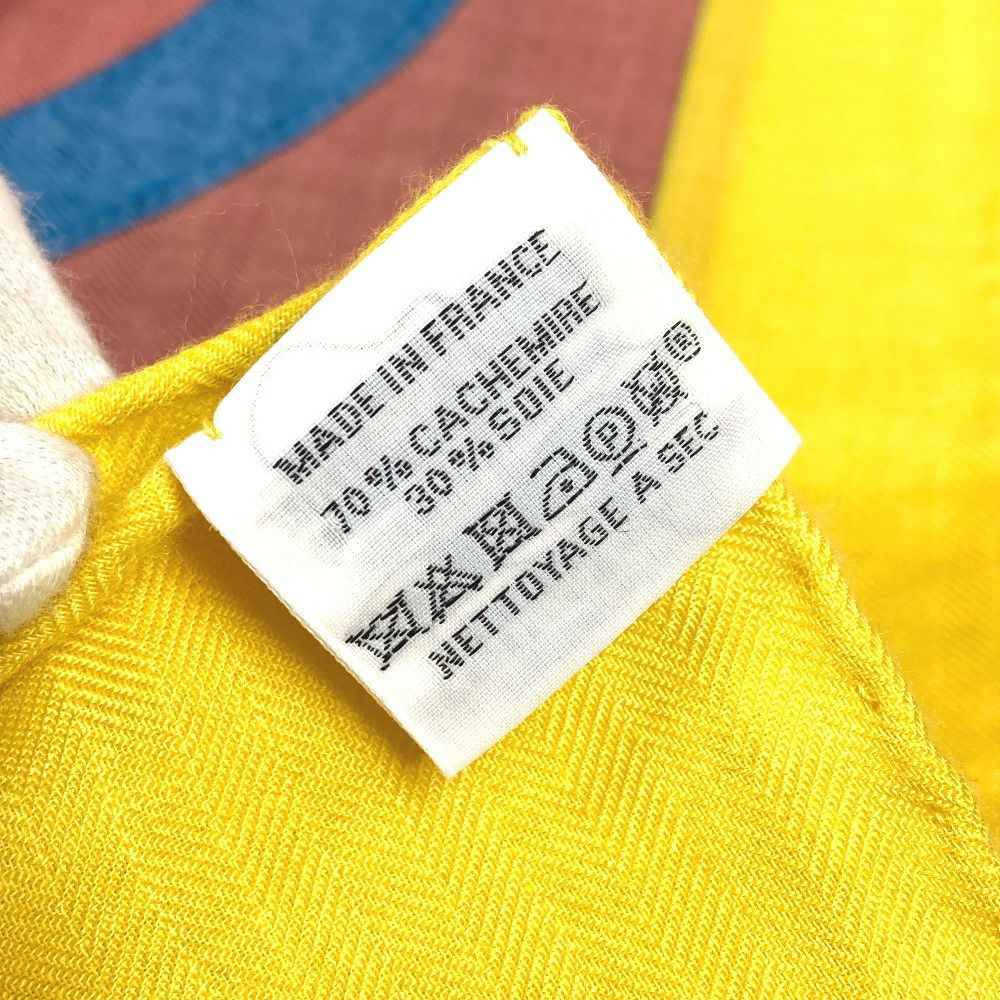 MADE IN FRANCE
70% CACHEMIRE
30% SOIE
P W®
NETTOYAGE A SEC